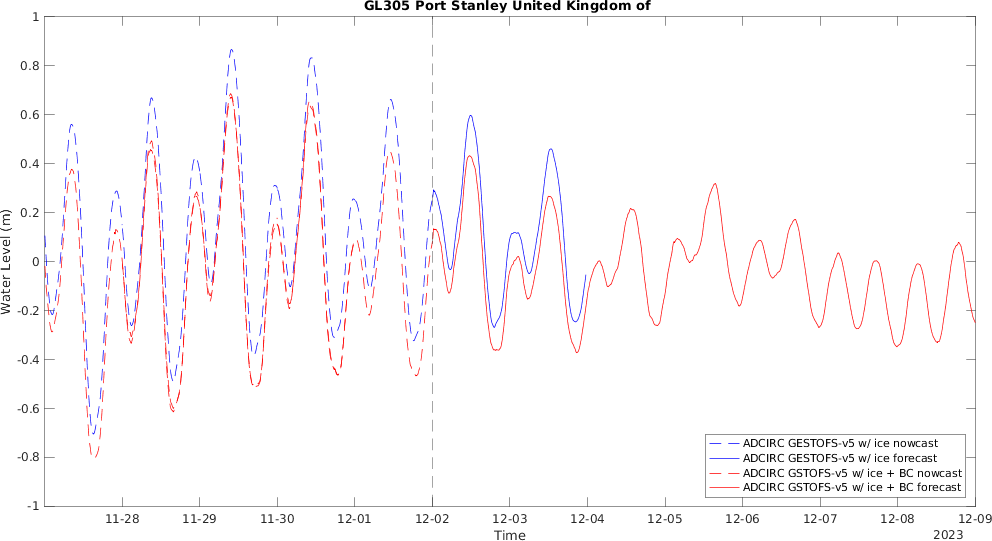 GL305 Port Stanley United Kingdom of
1
0.8
0.6
0.4
0.2
0
-0.2
-0.4
-0.6
-0.8
-1
Water Level (m)
ADCIRC GESTOFS-v5 w/ ice nowcast
ADCIRC GESTOFS-v5 w/ ice forecast
ADCIRC GSTOFS-v5 w/ ice + BC nowcast
ADCIRC GSTOFS-v5 w/ ice + BC forecast
11-28 11-29 11-30 12-01 12-02 12-03 12-04 12-05 12-06 12-07 12-08 12-09
Time
2023